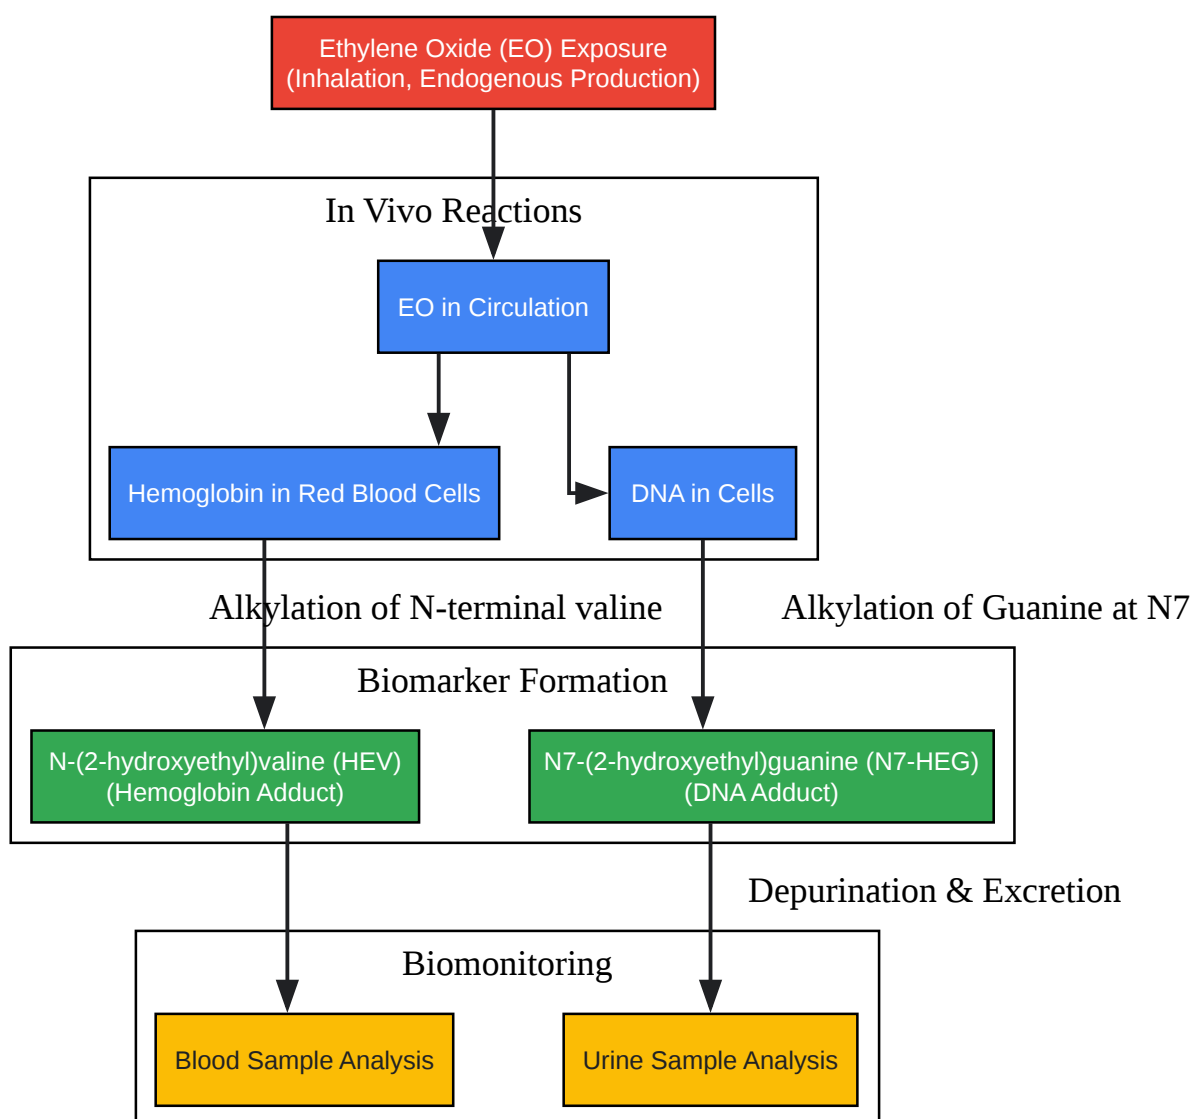 Ethylene Oxide (EO) Exposure
(Inhalation, Endogenous Production)
In Vivo Reactions
EO in Circulation
Hemoglobin in Red Blood Cells
DNA in Cells
Alkylation of N-terminal valine
Alkylation of Guanine at N7
Biomarker Formation
N-(2-hydroxyethyl)valine (HEV)
(Hemoglobin Adduct)
N7-(2-hydroxyethyl)guanine (N7-HEG)
(DNA Adduct)
Depurination & Excretion
Biomonitoring
Blood Sample Analysis
Urine Sample Analysis